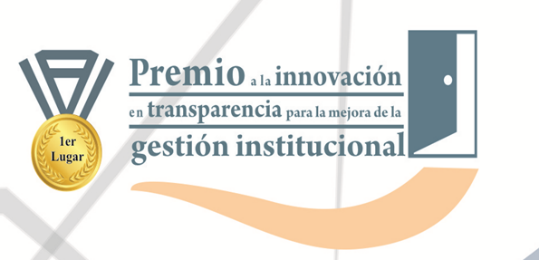 1er
Lugar
Premio a la innovación
en transparencia para la mejora de la
gestión institucional